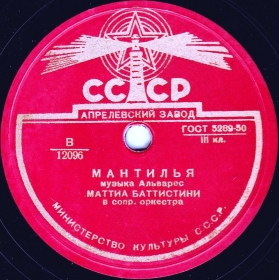 СССР
АПРЕЛЕВСКИЙ ЗАВОД
ГОСТ 5289-50
III кл.
В
12096
МАНТИЛЬЯ
музыка Альварес
МАТТИА БАТТИСТИНИ
в сопр. оркестра
МИНИСТЕРСТВО КУЛЬТУРЫ СССР.